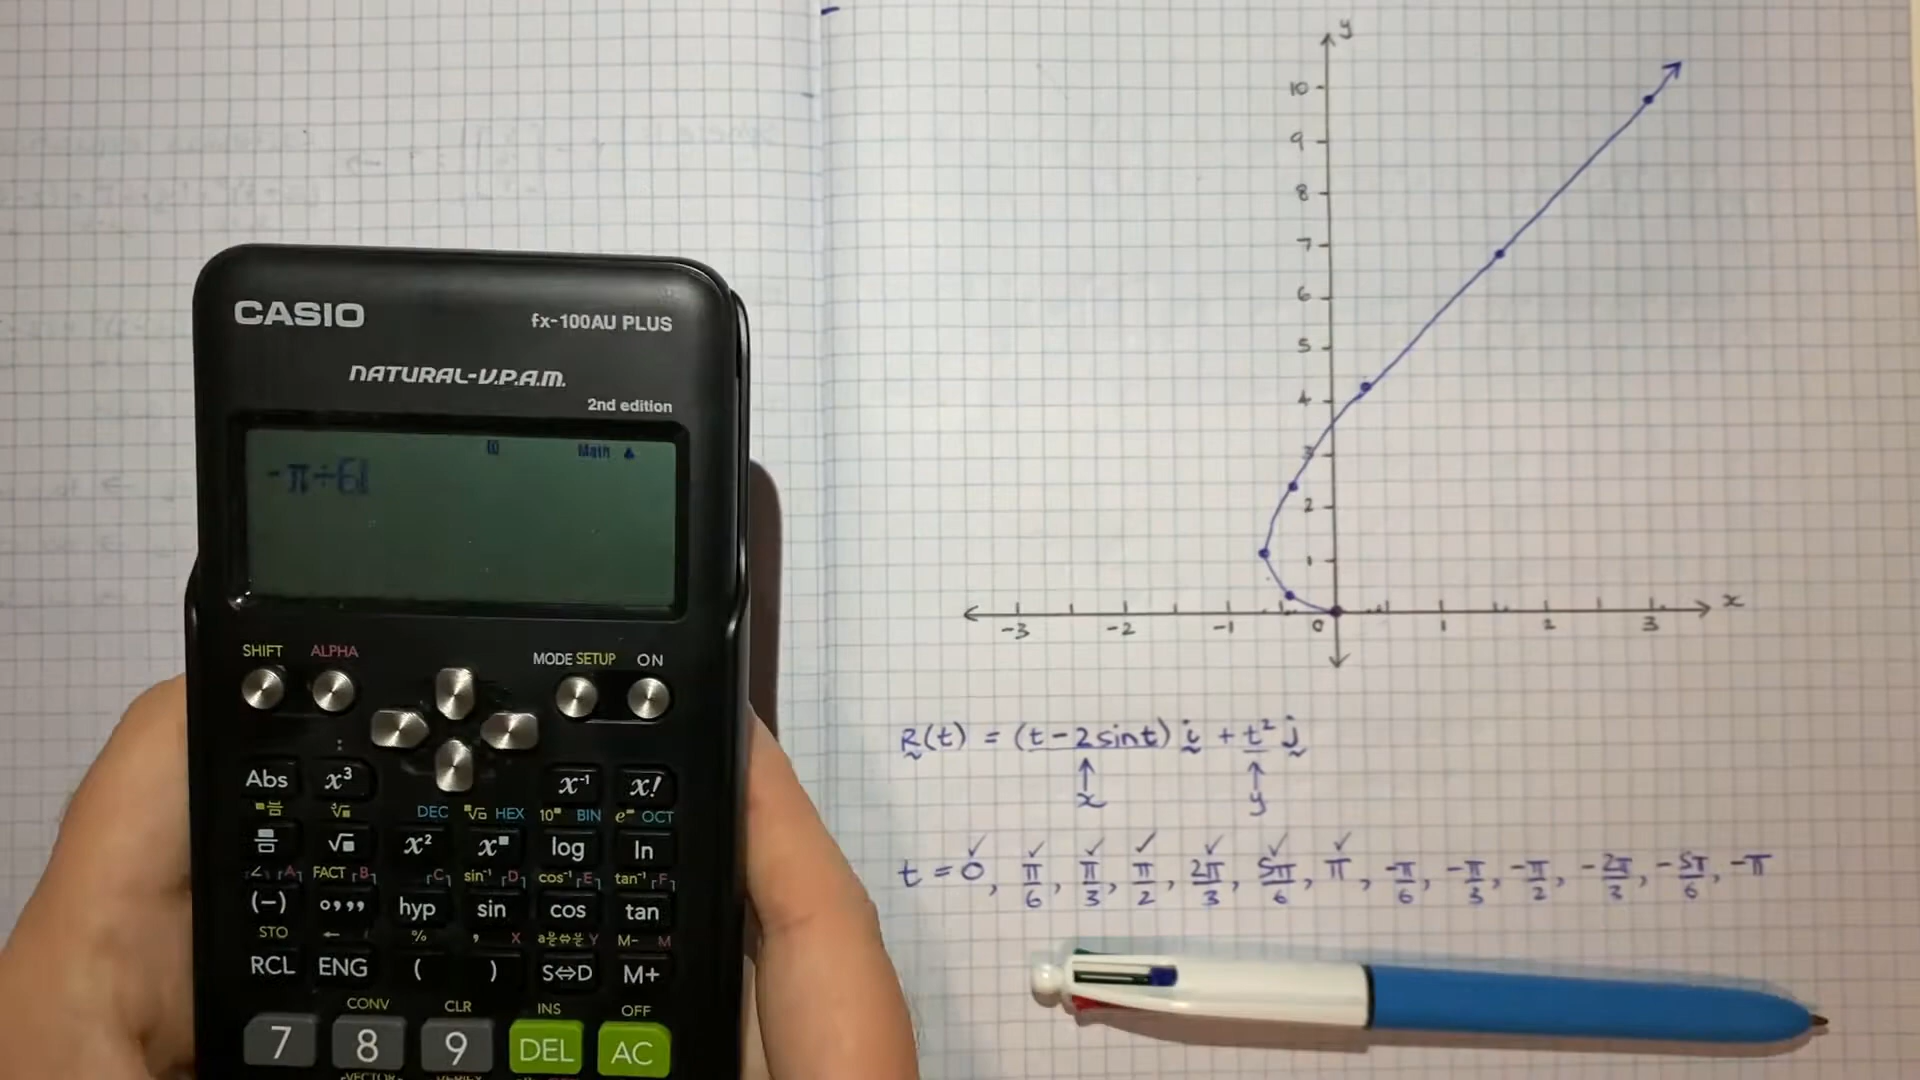 CASIO
fx-100AU PLUS
NATURAL-V.P.A.M.
2nd edition
Math ▲
-π÷6
SHIFT ALPHA MODE SETUP ON
:
Abs x³ x⁻¹ x!
DEC HEX 10 BIN e OCT
√ x² x log ln
A FACT B C sin⁻¹ D cos⁻¹ E tan⁻¹ F
(−) hyp sin cos tan
STO ← % , X Y M- M
RCL ENG ( ) S⇔D M+
CONV CLR INS OFF
7 8 9 DEL AC
VECTOR
y
10
9
8
7
6
5
4
3
2
1
-3 -2 -1 0 1 2 3 x
R(t) = (t-2sint) i + t² j
x y
t = 0, π/6, π/3, π/2, 2π/3, 5π/6, π, -π/6, -π/3, -π/2, -2π/3, -5π/6, -π